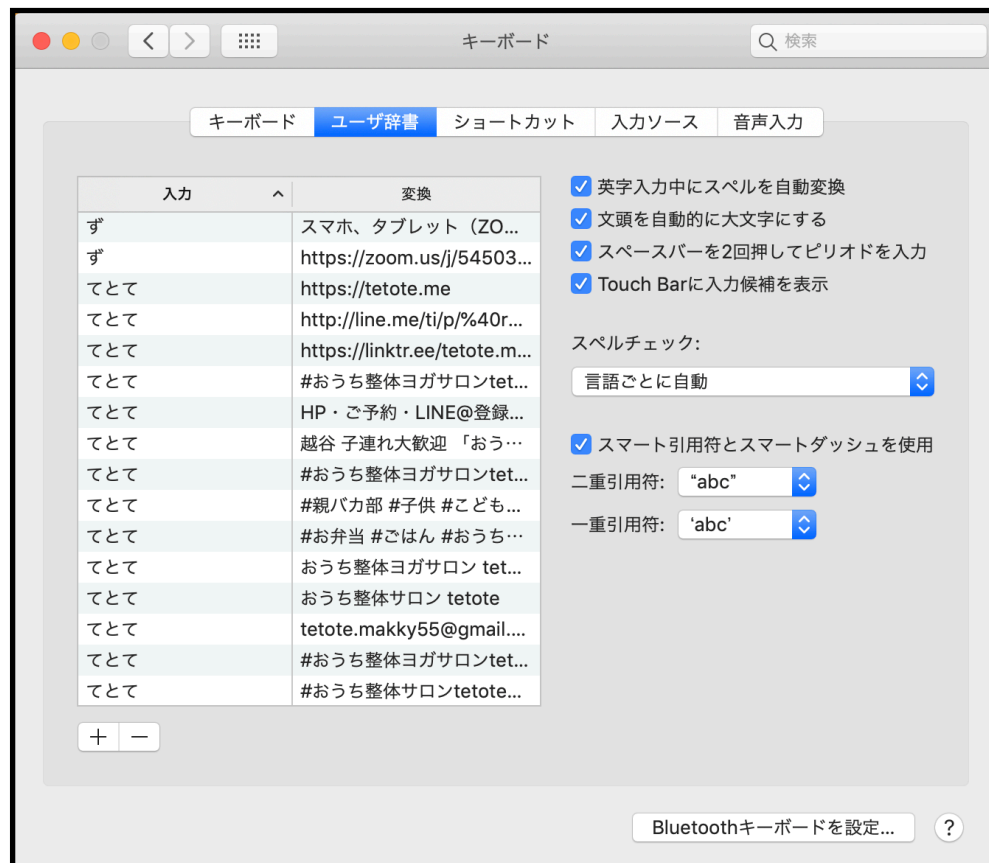 キーボード
検索
キーボード ユーザ辞書 ショートカット 入力ソース 音声入力
入力 変換
ず スマホ、タブレット（ZO...
ず https://zoom.us/j/54503...
てとて https://tetote.me
てとて http://line.me/ti/p/%40r...
てとて https://linktr.ee/tetote.m...
てとて #おうち整体ヨガサロンtet...
てとて HP・ご予約・LINE@登録...
てとて 越谷 子連れ大歓迎 「おう…
てとて #おうち整体ヨガサロンtet...
てとて #親バカ部 #子供 #こども...
てとて #お弁当 #ごはん #おうち…
てとて おうち整体ヨガサロン tet...
てとて おうち整体サロン tetote
てとて tetote.makky55@gmail....
てとて #おうち整体ヨガサロンtet...
てとて #おうち整体サロンtetote...
英字入力中にスペルを自動変換
文頭を自動的に大文字にする
スペースバーを2回押してピリオドを入力
Touch Barに入力候補を表示
スペルチェック:
言語ごとに自動
スマート引用符とスマートダッシュを使用
二重引用符: “abc”
一重引用符: ‘abc’
Bluetoothキーボードを設定... ?